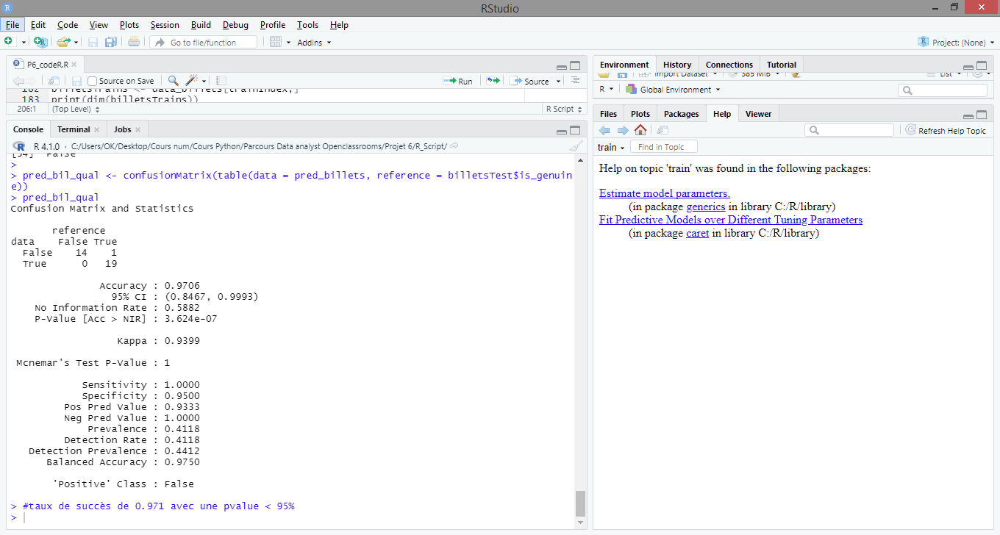 RStudio
File Edit Code View Plots Session Build Debug Profile Tools Help
Go to file/function Addins Project: (None)
P6_codeR.R
Source on Save Run Source
182 billetsTrains <- data_billets[trainIndex,]
183 print(dim(billetsTrains))
206:1 (Top Level) R Script
Console Terminal Jobs
R 4.1.0 · C:/Users/OK/Desktop/Cours num/Cours Python/Parcours Data analyst Openclassrooms/Projet 6/R_Script/
[34] False
>
> pred_bil_qual <- confusionMatrix(table(data = pred_billets, reference = billetsTest$is_genuin
e))
> pred_bil_qual
Confusion Matrix and Statistics
reference
data False True
False 14 1
True 0 19
Accuracy : 0.9706
95% CI : (0.8467, 0.9993)
No Information Rate : 0.5882
P-Value [Acc > NIR] : 3.624e-07
Kappa : 0.9399
Mcnemar's Test P-Value : 1
Sensitivity : 1.0000
Specificity : 0.9500
Pos Pred Value : 0.9333
Neg Pred Value : 1.0000
Prevalence : 0.4118
Detection Rate : 0.4118
Detection Prevalence : 0.4412
Balanced Accuracy : 0.9750
'Positive' Class : False
> #taux de succès de 0.971 avec une pvalue < 95%
>
Environment History Connections Tutorial
Import Dataset 585 MiB List
R Global Environment
Files Plots Packages Help Viewer
Refresh Help Topic
train Find in Topic
Help on topic 'train' was found in the following packages:
Estimate model parameters.
(in package generics in library C:/R/library)
Fit Predictive Models over Different Tuning Parameters
(in package caret in library C:/R/library)